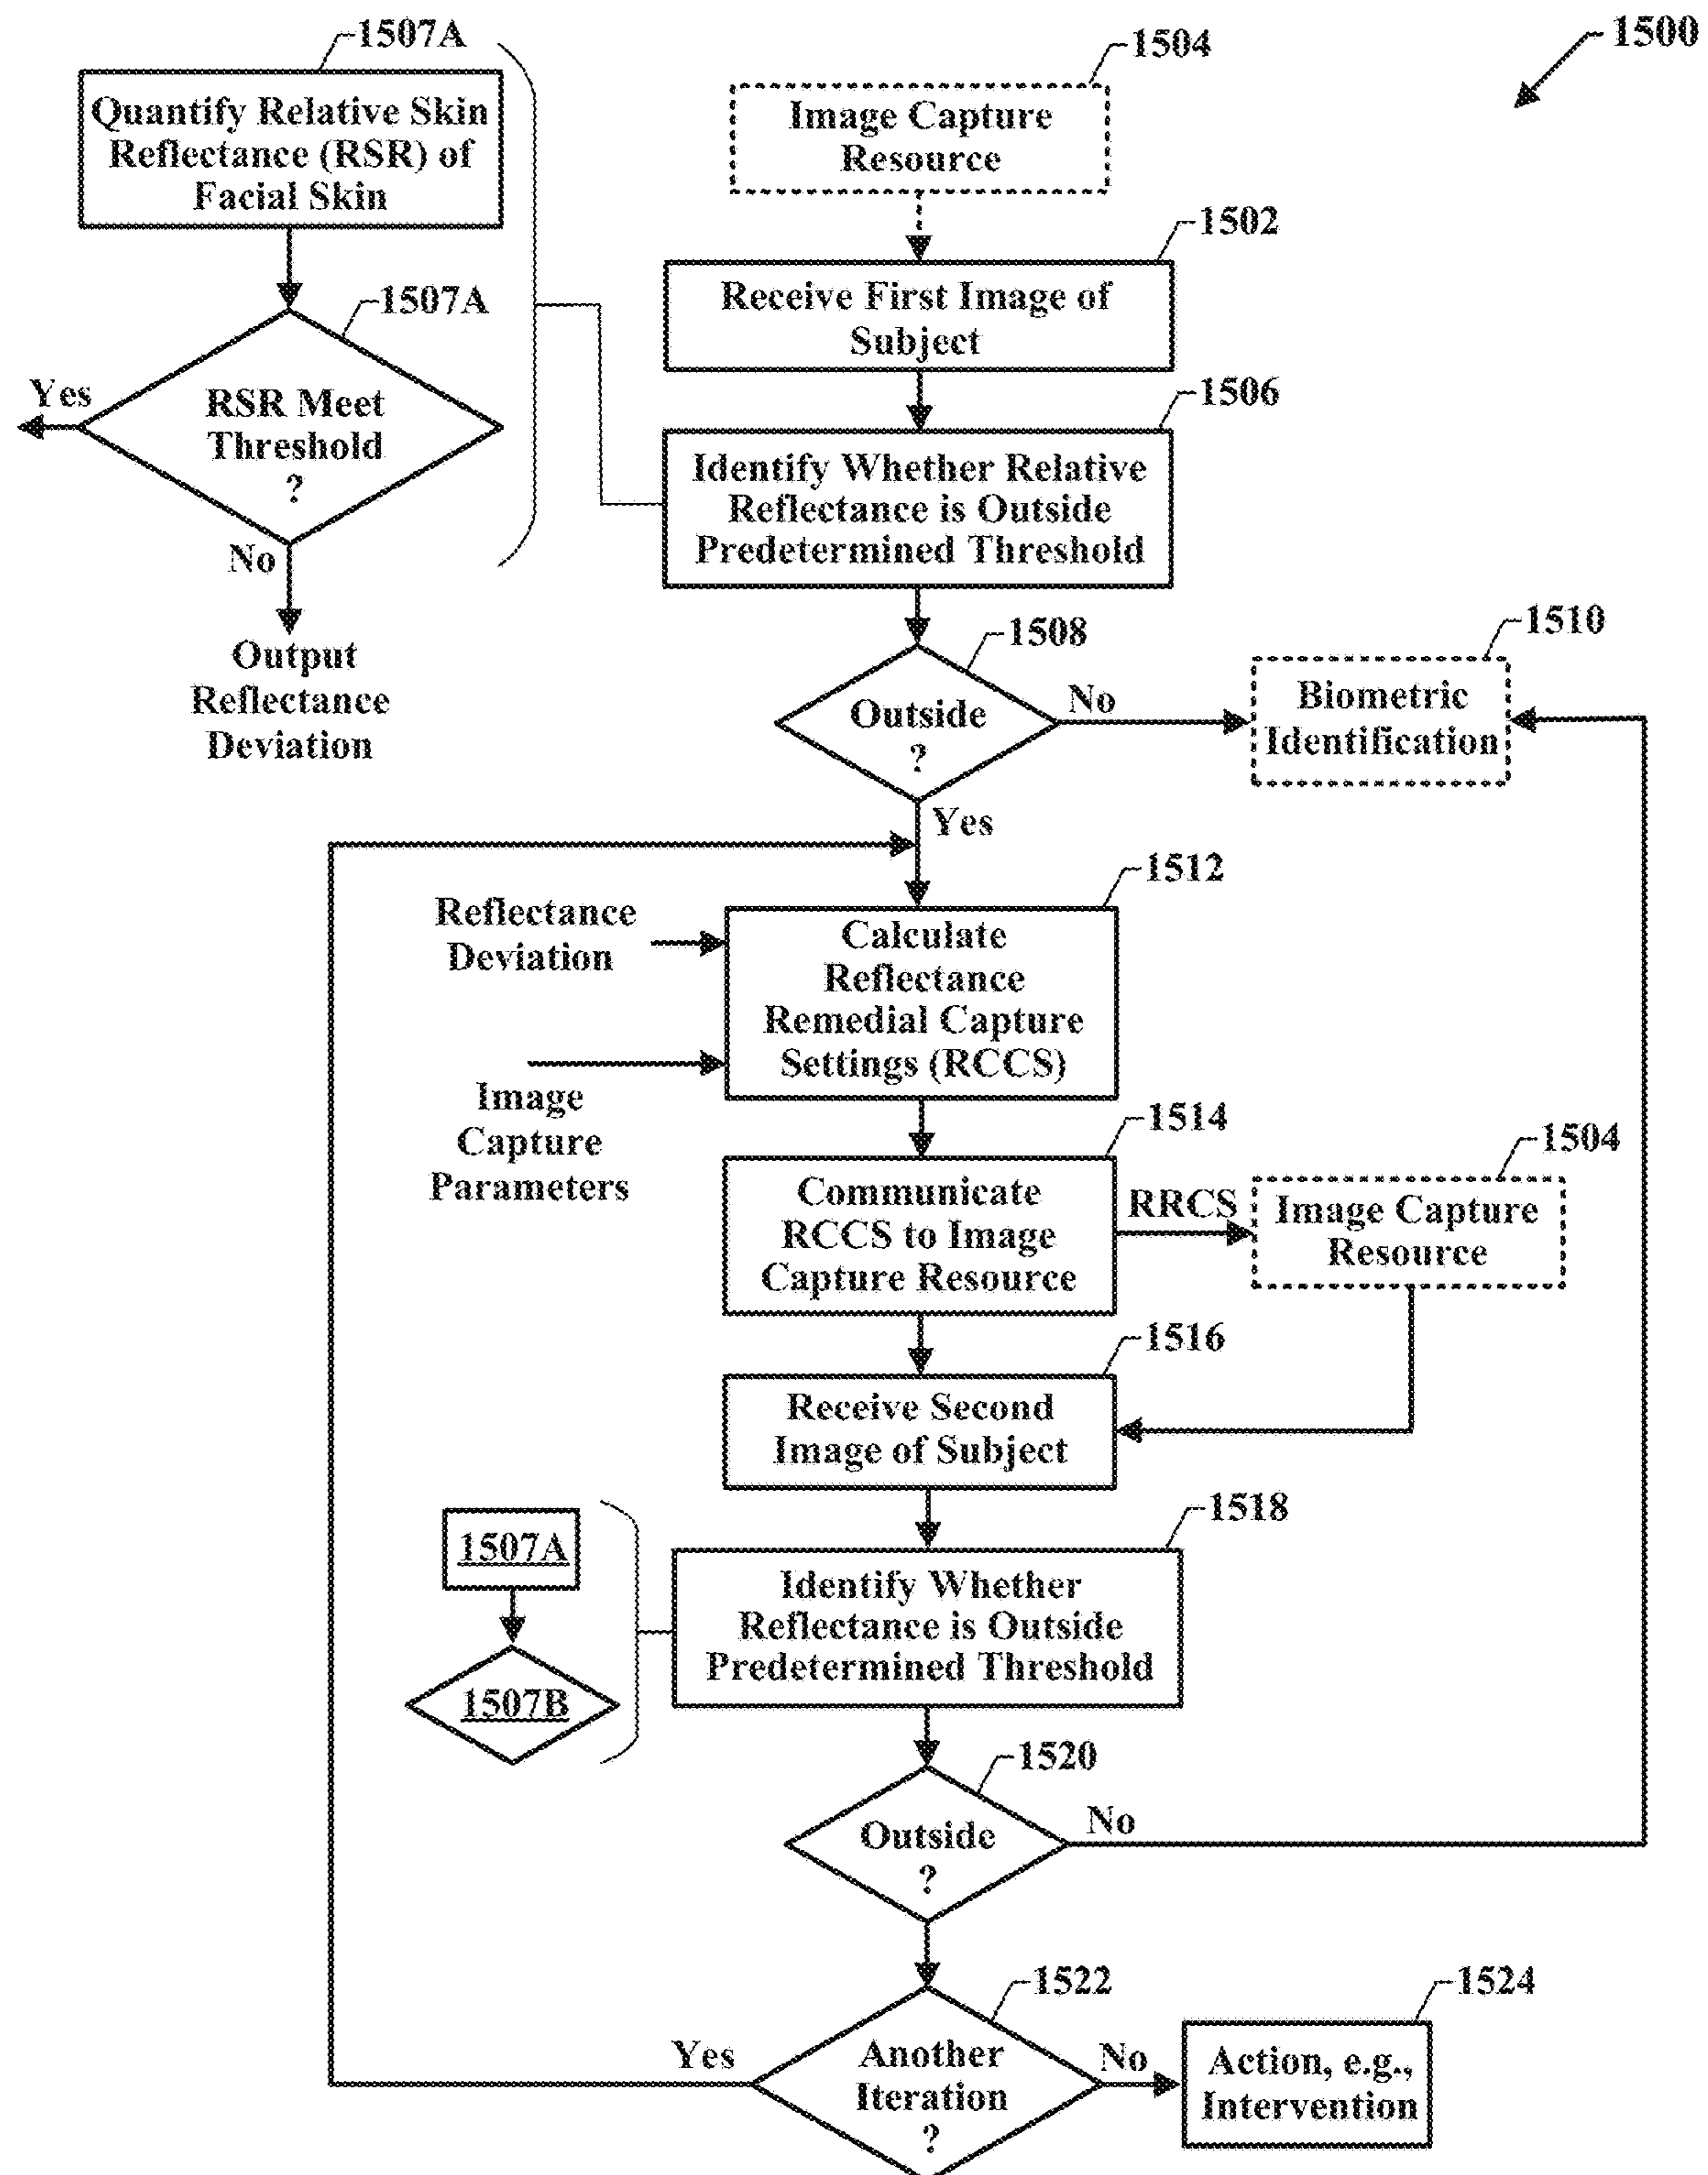 1500
1507A
Quantify Relative Skin
Reflectance (RSR) of
Facial Skin
1507A
RSR Meet
Threshold
?
Yes
No
Output
Reflectance
Deviation
1504
Image Capture
Resource
1502
Receive First Image of
Subject
1506
Identify Whether Relative
Reflectance is Outside
Predetermined Threshold
1508
Outside
?
No
Yes
1510
Biometric
Identification
Reflectance
Deviation
Image
Capture
Parameters
1512
Calculate
Reflectance
Remedial Capture
Settings (RCCS)
1514
Communicate
RCCS to Image
Capture Resource
RRCS
1504
Image Capture
Resource
1516
Receive Second
Image of Subject
1507A
1507B
1518
Identify Whether
Reflectance is Outside
Predetermined Threshold
1520
Outside
?
No
1522
Another
Iteration
?
Yes
No
1524
Action, e.g.,
Intervention